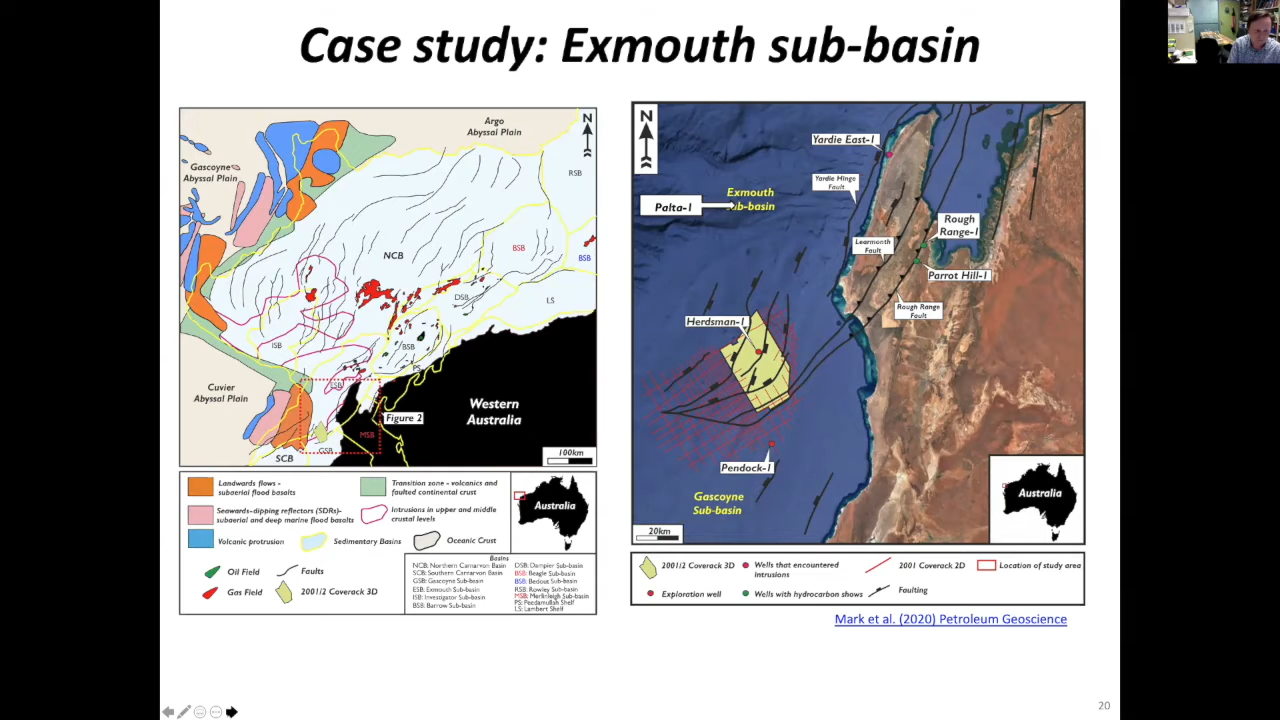 Case study: Exmouth sub-basin
Argo
Abyssal Plain
N
Gascoyne
Abyssal Plain
RSB
NCB
BSB
BSB
DSB
LS
ISB
BSB
PS
ESB
Cuvier
Abyssal Plain
Figure 2
Western
Australia
MSB
GSB
SCB
100km
Landwards flows -
subaerial flood basalts
Transition zone - volcanics and
faulted continental crust
Seawards-dipping reflectors (SDRs)-
subaerial and deep marine flood basalts
Intrusions in upper and middle
crustal levels
Volcanic protrusion
Sedimentary Basins
Oceanic Crust
Australia
Oil Field
Faults
Gas Field
2001/2 Coverack 3D
Basins
NCB: Northern Carnarvon Basin
SCB: Southern Carnarvon Basin
GSB: Gascoyne Sub-basin
ESB: Exmouth Sub-basin
ISB: Investigator Sub-basin
BSB: Barrow Sub-basin
DSB: Dampier Sub-basin
BSB: Beagle Sub-basin
BSB: Bedout Sub-basin
RSB: Rowley Sub-basin
MSB: Merlinleigh Sub-basin
PS: Peedamullah Shelf
LS: Lambert Shelf
N
Yardie East-1
Yardie Hinge
Fault
Exmouth
ub-basin
Palta-1
Rough
Range-1
Learmonth
Fault
Parrot Hill-1
Rough Range
Fault
Herdsman-1
Pendock-1
Gascoyne
Sub-basin
20km
Australia
2001/2 Coverack 3D
Wells that encountered
intrusions
2001 Coverack 2D
Location of study area
Exploration well
Wells with hydrocarbon shows
Faulting
Mark et al. (2020) Petroleum Geoscience
20